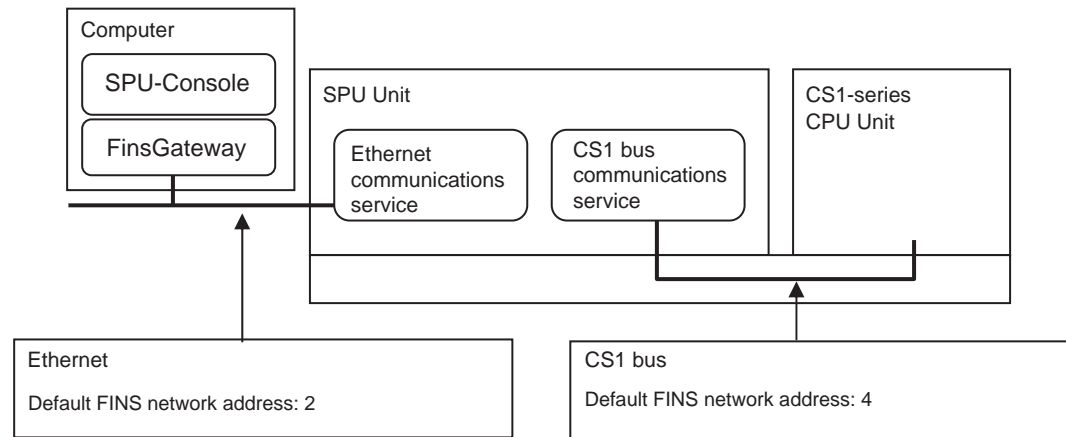 Computer
SPU-Console
FinsGateway
SPU Unit
Ethernet
communications
service
CS1 bus
communications
service
CS1-series
CPU Unit
Ethernet
Default FINS network address: 2
CS1 bus
Default FINS network address: 4